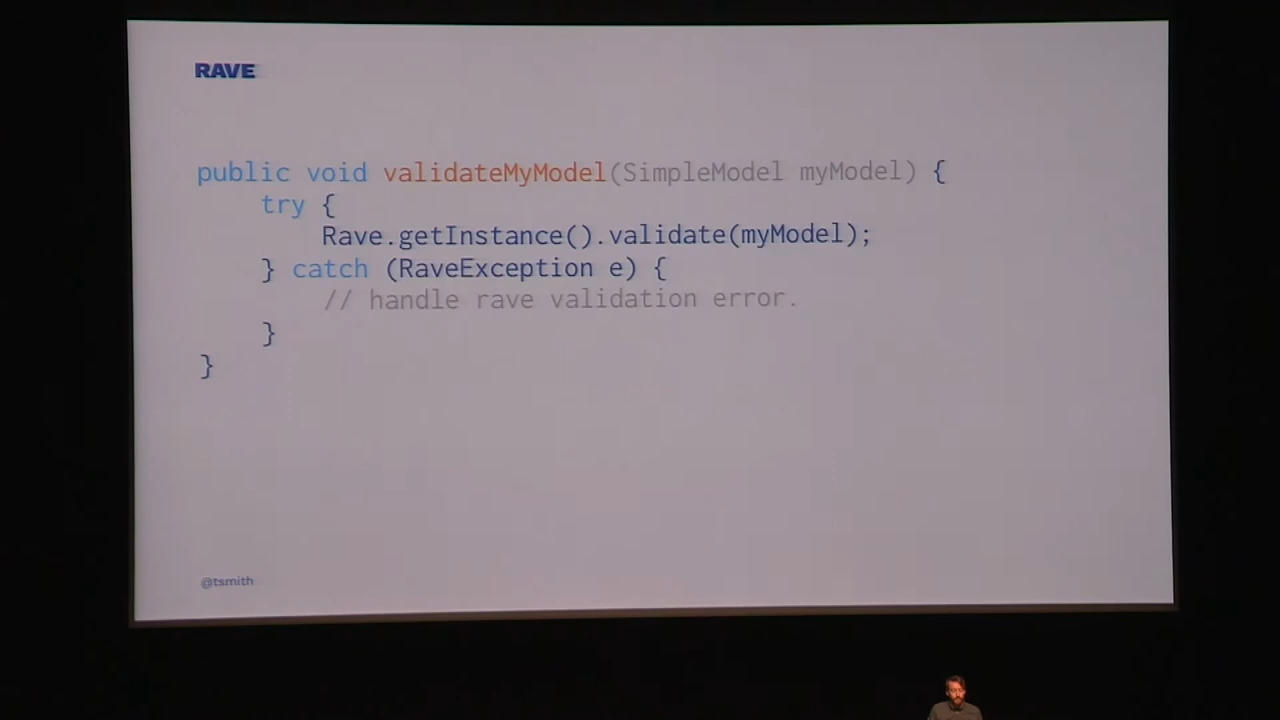 RAVE
public void validateMyModel(SimpleModel myModel) {
    try {
        Rave.getInstance().validate(myModel);
    } catch (RaveException e) {
        // handle rave validation error.
    }
}
@tsmith